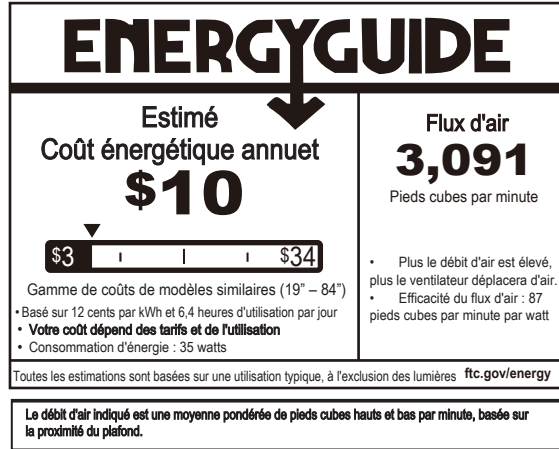 ENERGYGUIDE
Estimé
Coût énergétique annuet
$10
$3
$34
Gamme de coûts de modèles similaires (19” – 84”)
• Basé sur 12 cents par kWh et 6,4 heures d'utilisation par jour
• Votre coût dépend des tarifs et de l'utilisation
• Consommation d'énergie : 35 watts
Flux d'air
3,091
Pieds cubes par minute
• Plus le débit d'air est élevé,
plus le ventilateur déplacera d'air.
• Efficacité du flux d'air : 87
pieds cubes par minute par watt
Toutes les estimations sont basées sur une utilisation typique, à l'exclusion des lumières ftc.gov/energy
Le débit d'air indiqué est une moyenne pondérée de pieds cubes hauts et bas par minute, basée sur
la proximité du plafond.